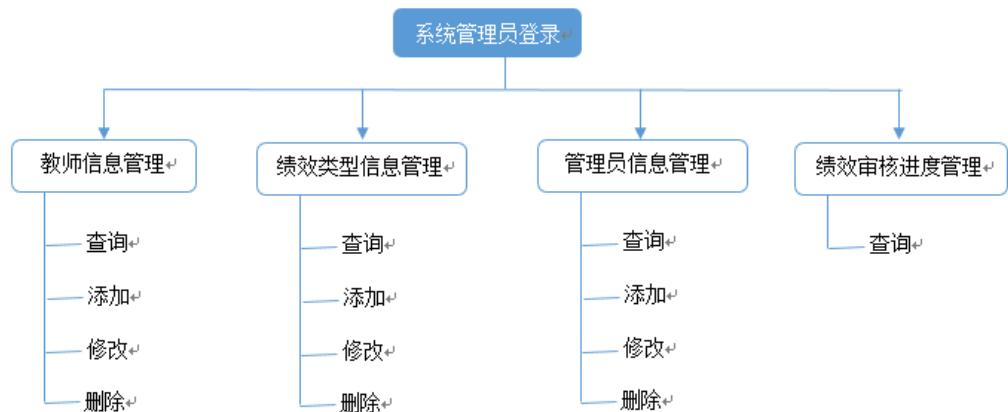 系统管理员登录
教师信息管理
绩效类型信息管理
管理员信息管理
绩效审核进度管理
查询
添加
修改
删除
查询
添加
修改
删除
查询
添加
修改
删除
查询